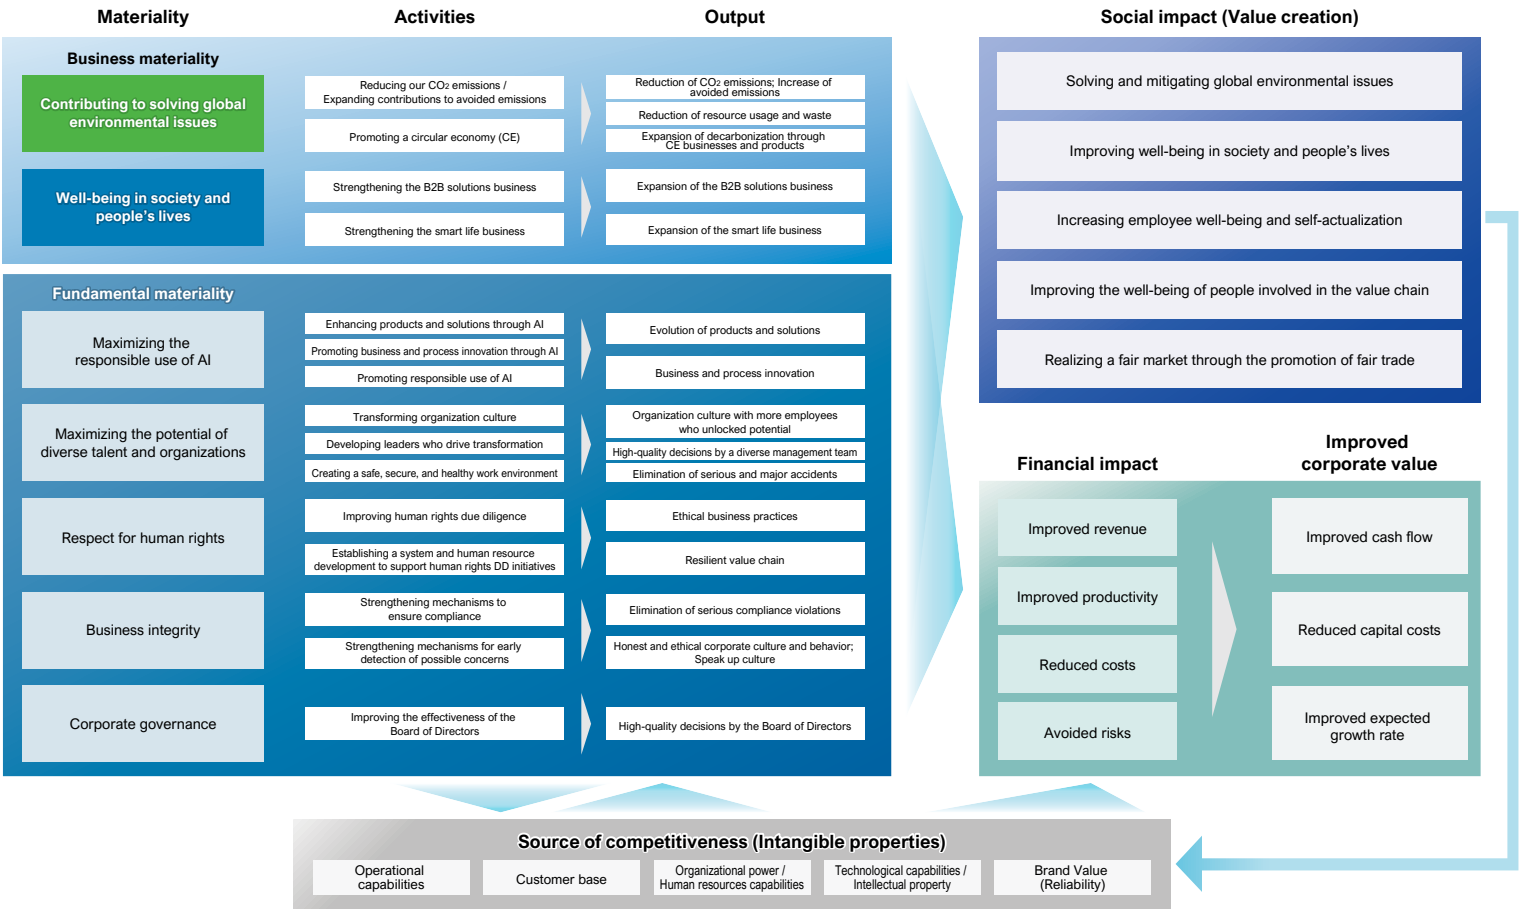 Materiality
Activities
Output
Social impact (Value creation)
Business materiality
Contributing to solving global
environmental issues
Reducing our CO2 emissions /
Expanding contributions to avoided emissions
Promoting a circular economy (CE)
Reduction of CO2 emissions; Increase of
avoided emissions
Reduction of resource usage and waste
Expansion of decarbonization through
CE businesses and products
Well-being in society and
people's lives
Strengthening the B2B solutions business
Strengthening the smart life business
Expansion of the B2B solutions business
Expansion of the smart life business
Fundamental materiality
Maximizing the
responsible use of AI
Enhancing products and solutions through AI
Promoting business and process innovation through AI
Promoting responsible use of AI
Evolution of products and solutions
Business and process innovation
Maximizing the potential of
diverse talent and organizations
Transforming organization culture
Developing leaders who drive transformation
Creating a safe, secure, and healthy work environment
Organization culture with more employees
who unlocked potential
High-quality decisions by a diverse management team
Elimination of serious and major accidents
Respect for human rights
Improving human rights due diligence
Establishing a system and human resource
development to support human rights DD initiatives
Ethical business practices
Resilient value chain
Business integrity
Strengthening mechanisms to
ensure compliance
Strengthening mechanisms for early
detection of possible concerns
Elimination of serious compliance violations
Honest and ethical corporate culture and behavior;
Speak up culture
Corporate governance
Improving the effectiveness of the
Board of Directors
High-quality decisions by the Board of Directors
Solving and mitigating global environmental issues
Improving well-being in society and people's lives
Increasing employee well-being and self-actualization
Improving the well-being of people involved in the value chain
Realizing a fair market through the promotion of fair trade
Financial impact
Improved revenue
Improved productivity
Reduced costs
Avoided risks
Improved
corporate value
Improved cash flow
Reduced capital costs
Improved expected
growth rate
Source of competitiveness (Intangible properties)
Operational
capabilities
Customer base
Organizational power /
Human resources capabilities
Technological capabilities /
Intellectual property
Brand Value
(Reliability)